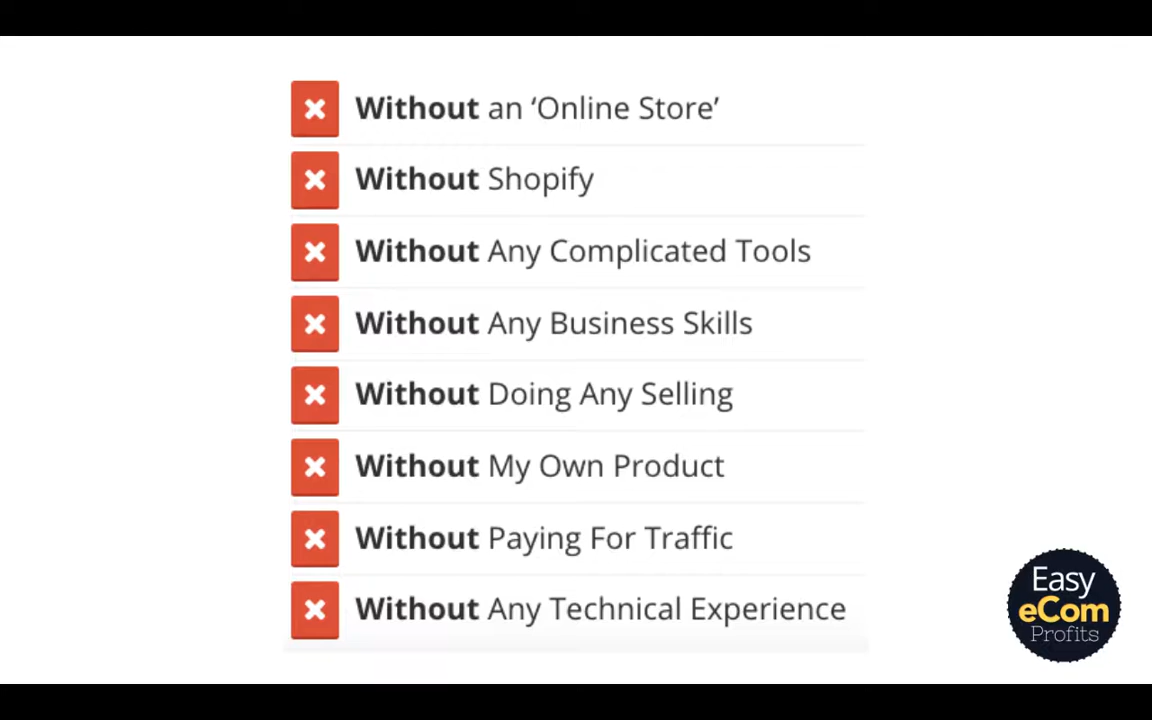 Without an ‘Online Store’
Without Shopify
Without Any Complicated Tools
Without Any Business Skills
Without Doing Any Selling
Without My Own Product
Without Paying For Traffic
Without Any Technical Experience
Easy
eCom
Profits